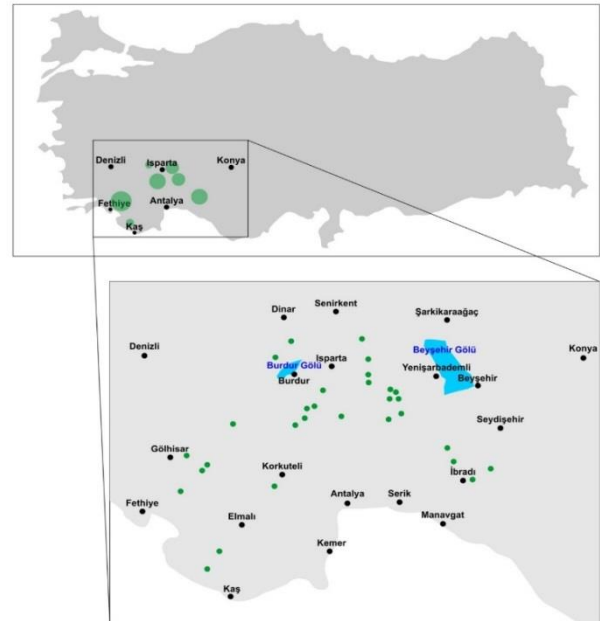 Denizli
Isparta
Konya
Fethiye
Antalya
Kaş
Dinar
Senirkent
Şarkikaraağaç
Denizli
Beyşehir Gölü
Konya
Burdur Gölü
Isparta
Burdur
Yenişarbademli
Beyşehir
Seydişehir
Gölhisar
Korkuteli
İbradı
Fethiye
Antalya
Serik
Elmalı
Manavgat
Kemer
Kaş